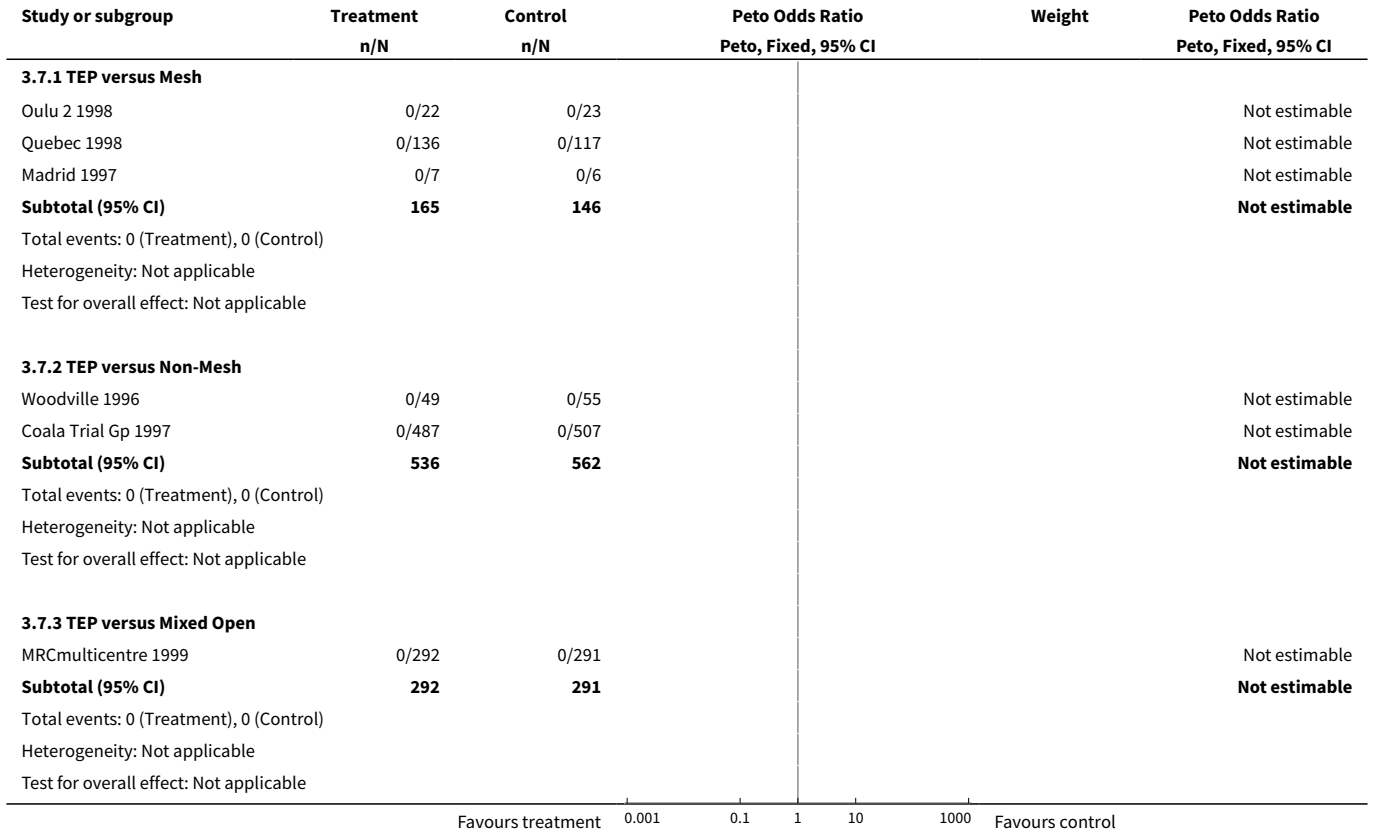 Study or subgroup Treatment Control Peto Odds Ratio Weight Peto Odds Ratio
n/N n/N Peto, Fixed, 95% CI Peto, Fixed, 95% CI
3.7.1 TEP versus Mesh
Oulu 2 1998 0/22 0/23 Not estimable
Quebec 1998 0/136 0/117 Not estimable
Madrid 1997 0/7 0/6 Not estimable
Subtotal (95% CI) 165 146 Not estimable
Total events: 0 (Treatment), 0 (Control)
Heterogeneity: Not applicable
Test for overall effect: Not applicable
3.7.2 TEP versus Non-Mesh
Woodville 1996 0/49 0/55 Not estimable
Coala Trial Gp 1997 0/487 0/507 Not estimable
Subtotal (95% CI) 536 562 Not estimable
Total events: 0 (Treatment), 0 (Control)
Heterogeneity: Not applicable
Test for overall effect: Not applicable
3.7.3 TEP versus Mixed Open
MRCmulticentre 1999 0/292 0/291 Not estimable
Subtotal (95% CI) 292 291 Not estimable
Total events: 0 (Treatment), 0 (Control)
Heterogeneity: Not applicable
Test for overall effect: Not applicable
Favours treatment 0.001 0.1 1 10 1000 Favours control